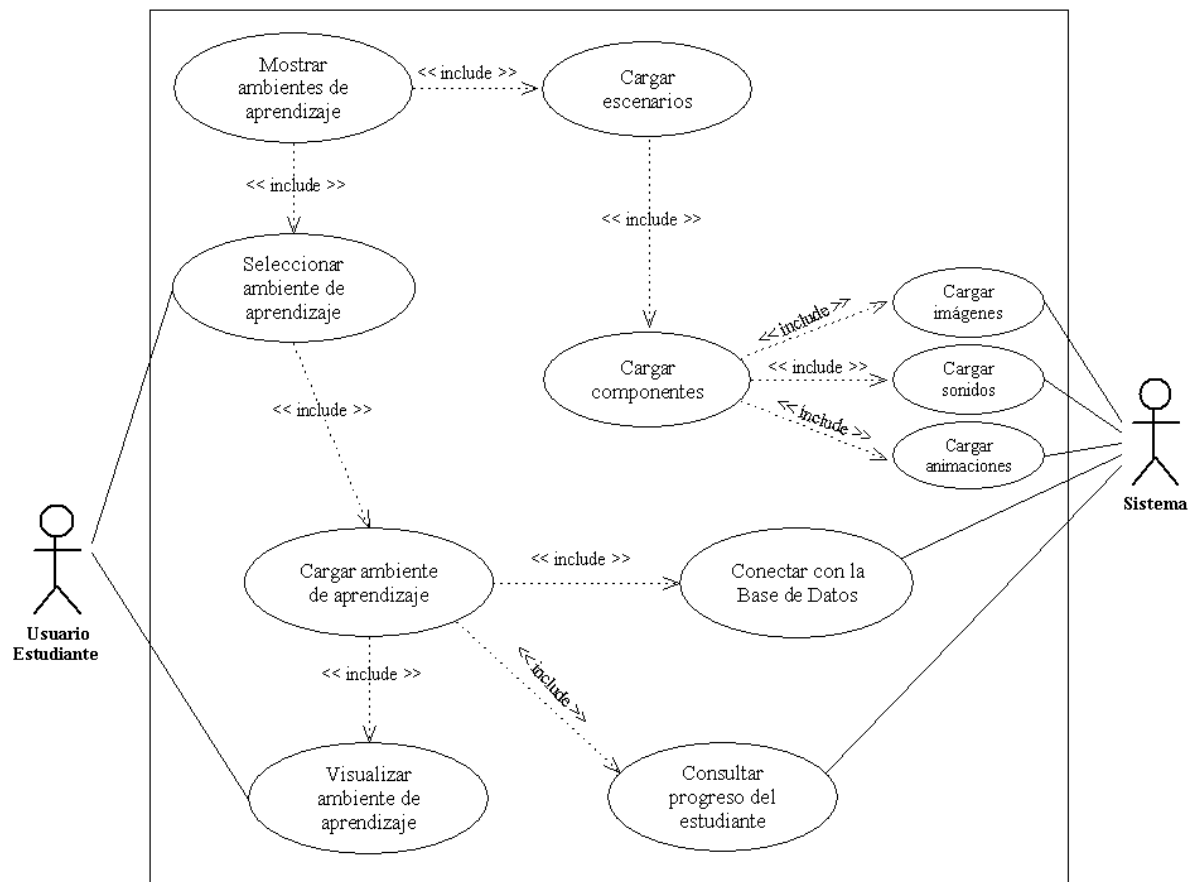 Mostrar
ambientes de
aprendizaje
<< include >>
Cargar
escenarios
<< include >>
<< include >>
Seleccionar
ambiente de
aprendizaje
<< include >>
Cargar
imágenes
Cargar
componentes
<< include >>
Cargar
sonidos
<< include >>
<< include >>
Cargar
animaciones
Sistema
Usuario
Estudiante
Cargar ambiente
de aprendizaje
<< include >>
Conectar con la
Base de Datos
<< include >>
<< include >>
Visualizar
ambiente de
aprendizaje
Consultar
progreso del
estudiante